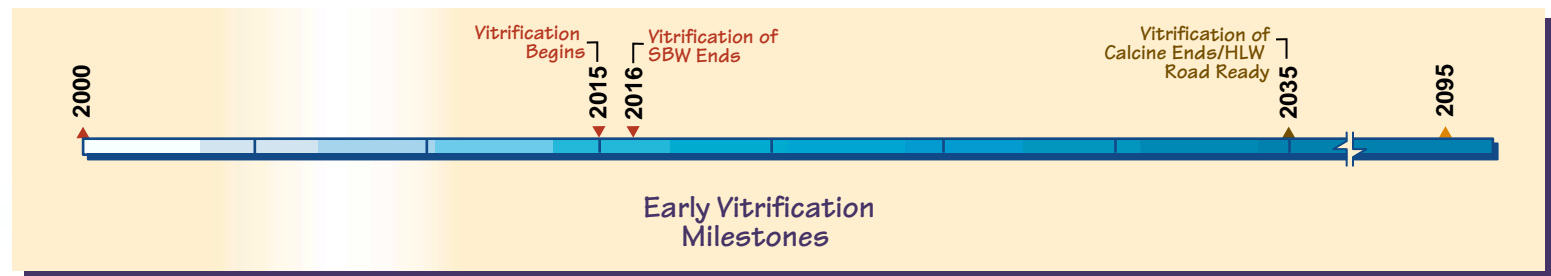 Vitrification
Begins
Vitrification of
SBW Ends
Vitrification of
Calcine Ends/HLW
Road Ready
2000
2015
2016
2035
2095
Early Vitrification
Milestones